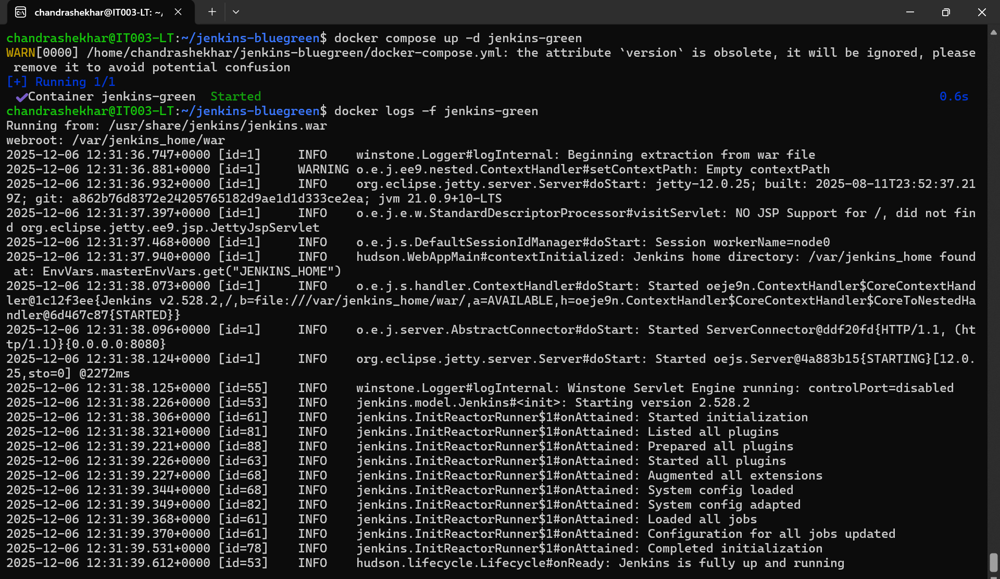 chandrashekhar@IT003-LT: ~/
chandrashekhar@IT003-LT:~/jenkins-bluegreen$ docker compose up -d jenkins-green
WARN[0000] /home/chandrashekhar/jenkins-bluegreen/docker-compose.yml: the attribute `version` is obsolete, it will be ignored, please
 remove it to avoid potential confusion
[+] Running 1/1
 ✔Container jenkins-green  Started 0.6s
chandrashekhar@IT003-LT:~/jenkins-bluegreen$ docker logs -f jenkins-green
Running from: /usr/share/jenkins/jenkins.war
webroot: /var/jenkins_home/war
2025-12-06 12:31:36.747+0000 [id=1]     INFO    winstone.Logger#logInternal: Beginning extraction from war file
2025-12-06 12:31:36.881+0000 [id=1]     WARNING o.e.j.ee9.nested.ContextHandler#setContextPath: Empty contextPath
2025-12-06 12:31:36.932+0000 [id=1]     INFO    org.eclipse.jetty.server.Server#doStart: jetty-12.0.25; built: 2025-08-11T23:52:37.21
9Z; git: a862b76d8372e24205765182d9ae1d1d333ce2ea; jvm 21.0.9+10-LTS
2025-12-06 12:31:37.397+0000 [id=1]     INFO    o.e.j.e.w.StandardDescriptorProcessor#visitServlet: NO JSP Support for /, did not fin
d org.eclipse.jetty.ee9.jsp.JettyJspServlet
2025-12-06 12:31:37.468+0000 [id=1]     INFO    o.e.j.s.DefaultSessionIdManager#doStart: Session workerName=node0
2025-12-06 12:31:37.940+0000 [id=1]     INFO    hudson.WebAppMain#contextInitialized: Jenkins home directory: /var/jenkins_home found
 at: EnvVars.masterEnvVars.get("JENKINS_HOME")
2025-12-06 12:31:38.073+0000 [id=1]     INFO    o.e.j.s.handler.ContextHandler#doStart: Started oeje9n.ContextHandler$CoreContextHand
ler@1c12f3ee{Jenkins v2.528.2,/,b=file:///var/jenkins_home/war/,a=AVAILABLE,h=oeje9n.ContextHandler$CoreContextHandler$CoreToNestedHa
ndler@6d467c87{STARTED}}
2025-12-06 12:31:38.096+0000 [id=1]     INFO    o.e.j.server.AbstractConnector#doStart: Started ServerConnector@ddf20fd{HTTP/1.1, (ht
tp/1.1)}{0.0.0.0:8080}
2025-12-06 12:31:38.124+0000 [id=1]     INFO    org.eclipse.jetty.server.Server#doStart: Started oejs.Server@4a883b15{STARTING}[12.0.
25,sto=0] @2272ms
2025-12-06 12:31:38.125+0000 [id=55]    INFO    winstone.Logger#logInternal: Winstone Servlet Engine running: controlPort=disabled
2025-12-06 12:31:38.226+0000 [id=53]    INFO    jenkins.model.Jenkins#<init>: Starting version 2.528.2
2025-12-06 12:31:38.306+0000 [id=61]    INFO    jenkins.InitReactorRunner$1#onAttained: Started initialization
2025-12-06 12:31:38.321+0000 [id=81]    INFO    jenkins.InitReactorRunner$1#onAttained: Listed all plugins
2025-12-06 12:31:39.221+0000 [id=88]    INFO    jenkins.InitReactorRunner$1#onAttained: Prepared all plugins
2025-12-06 12:31:39.226+0000 [id=63]    INFO    jenkins.InitReactorRunner$1#onAttained: Started all plugins
2025-12-06 12:31:39.227+0000 [id=68]    INFO    jenkins.InitReactorRunner$1#onAttained: Augmented all extensions
2025-12-06 12:31:39.344+0000 [id=68]    INFO    jenkins.InitReactorRunner$1#onAttained: System config loaded
2025-12-06 12:31:39.349+0000 [id=82]    INFO    jenkins.InitReactorRunner$1#onAttained: System config adapted
2025-12-06 12:31:39.368+0000 [id=61]    INFO    jenkins.InitReactorRunner$1#onAttained: Loaded all jobs
2025-12-06 12:31:39.370+0000 [id=61]    INFO    jenkins.InitReactorRunner$1#onAttained: Configuration for all jobs updated
2025-12-06 12:31:39.531+0000 [id=78]    INFO    jenkins.InitReactorRunner$1#onAttained: Completed initialization
2025-12-06 12:31:39.612+0000 [id=53]    INFO    hudson.lifecycle.Lifecycle#onReady: Jenkins is fully up and running